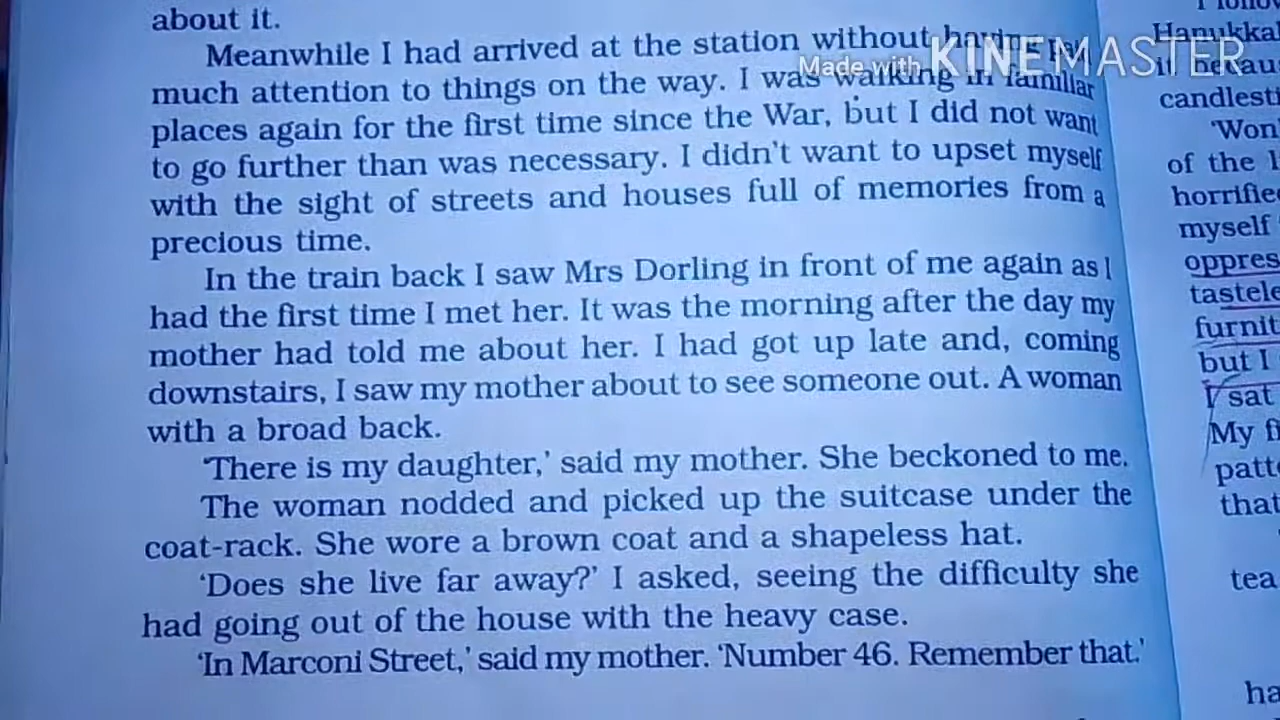 about it.
Meanwhile I had arrived at the station without having
much attention to things on the way. I was walking in familiar
places again for the first time since the War, but I did not want
to go further than was necessary. I didn't want to upset myself
with the sight of streets and houses full of memories from a
precious time.
In the train back I saw Mrs Dorling in front of me again as I
had the first time I met her. It was the morning after the day my
mother had told me about her. I had got up late and, coming
downstairs, I saw my mother about to see someone out. A woman
with a broad back.
'There is my daughter,' said my mother. She beckoned to me.
The woman nodded and picked up the suitcase under the
coat-rack. She wore a brown coat and a shapeless hat.
'Does she live far away?' I asked, seeing the difficulty she
had going out of the house with the heavy case.
'In Marconi Street,' said my mother. 'Number 46. Remember that.'
Made with KINEMASTER
Hanukka
candlesti
'Won
of the
horrifie
myself
oppres
tastele
furnit
but I
I sat
My fi
patt
that
tea
ha